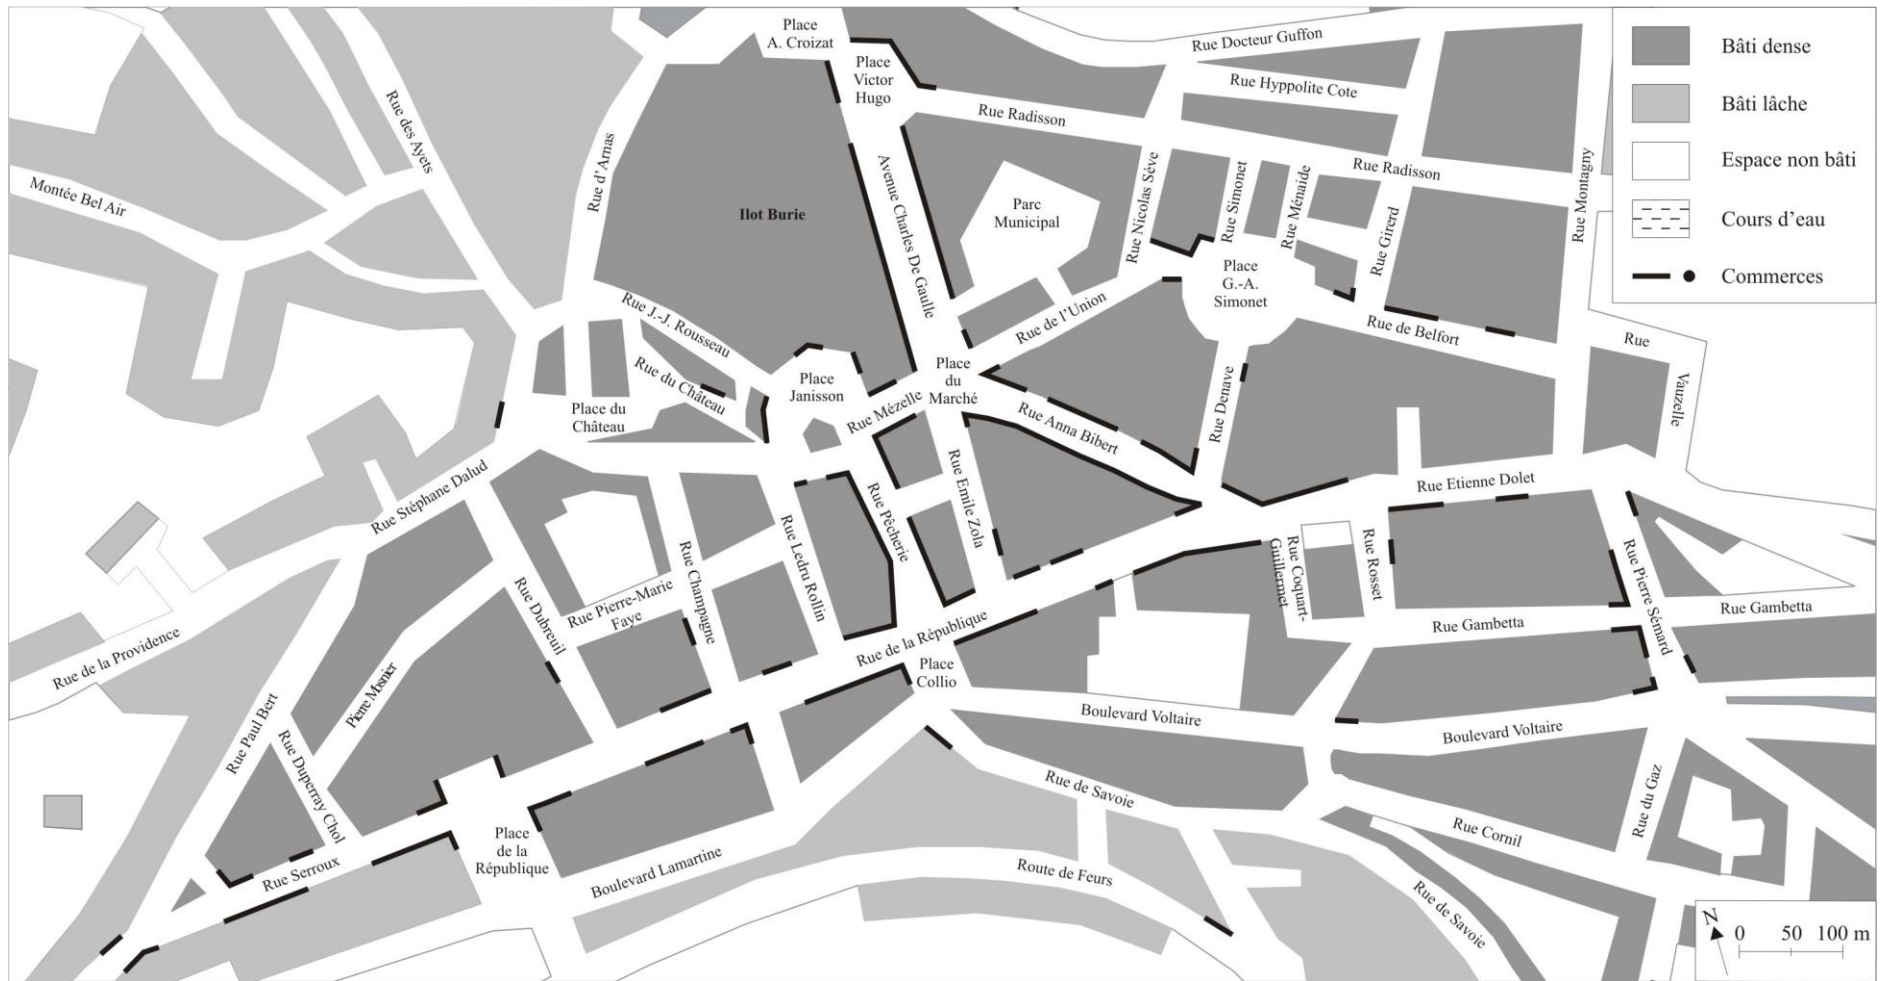 Place
A. Croizat
Place
Victor
Hugo
Rue Docteur Guffon
Rue Hyppolite Cote
Rue Radisson
Rue Radisson
Rue des Ayets
Rue d'Arnas
Montée Bel Air
Ilot Burie
Avenue Charles De Gaulle
Parc
Municipal
Rue Nicolas Sève
Rue Simonet
Rue Ménaide
Rue Girerd
Rue Montagny
Place
G.-A.
Simonet
Rue de l'Union
Rue de Belfort
Rue
Vauzelle
Rue J.-J. Rousseau
Rue du Château
Place du
Château
Place
Janisson
Rue Mézelle
Place
du
Marché
Rue Anna Bibert
Rue Denave
Rue Stéphane Dalud
Rue Pêcherie
Rue Emile Zola
Rue Etienne Dolet
Rue Ledru Rollin
Rue Champagne
Rue Dubreuil
Rue Pierre-Marie
Faye
Rue Coquart-
Guillermet
Rue Rosset
Rue Pierre Sémard
Rue Gambetta
Rue Gambetta
Rue de la Providence
Rue Paul Bert
Pierre Mosnier
Rue de la République
Place
Collio
Boulevard Voltaire
Boulevard Voltaire
Rue Duperray Chol
Rue Serroux
Place
de la
République
Boulevard Lamartine
Rue de Savoie
Route de Feurs
Rue Cornil
Rue du Gaz
Rue de Savoie
Bâti dense
Bâti lâche
Espace non bâti
Cours d'eau
Commerces
N
0 50 100 m